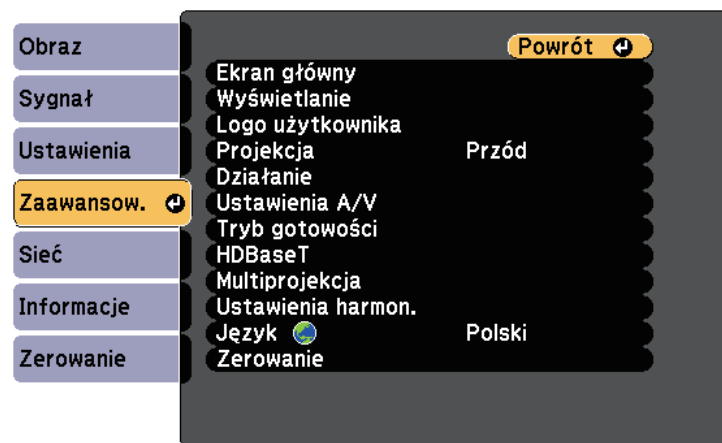 Obraz
Sygnał
Ustawienia
Zaawansow.
Sieć
Informacje
Zerowanie
Powrót
Ekran główny
Wyświetlanie
Logo użytkownika
Projekcja Przód
Działanie
Ustawienia A/V
Tryb gotowości
HDBaseT
Multiprojekcja
Ustawienia harmon.
Język Polski
Zerowanie